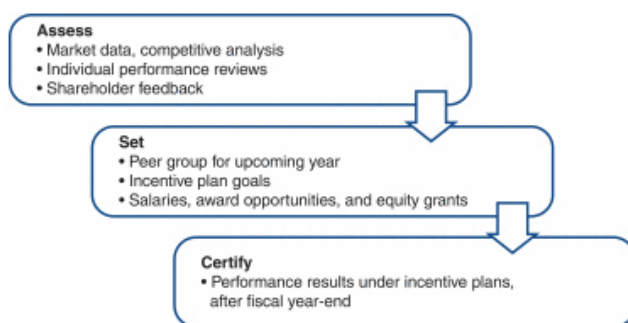 Assess
• Market data, competitive analysis
• Individual performance reviews
• Shareholder feedback
Set
• Peer group for upcoming year
• Incentive plan goals
• Salaries, award opportunities, and equity grants
Certify
• Performance results under incentive plans,
after fiscal year-end